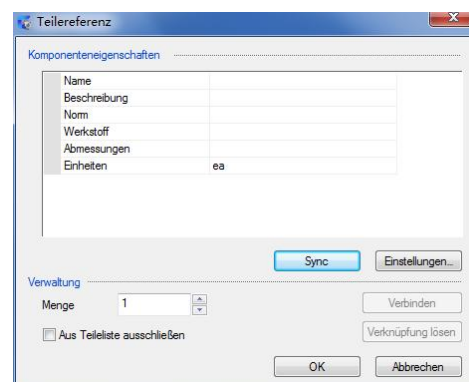 Teilereferenz
Komponenteneigenschaften
Name
Beschreibung
Norm
Werkstoff
Abmessungen
Einheiten ea
Sync Einstellungen...
Verwaltung
Menge 1 Verbinden
Aus Teileliste ausschließen Verknüpfung lösen
OK Abbrechen